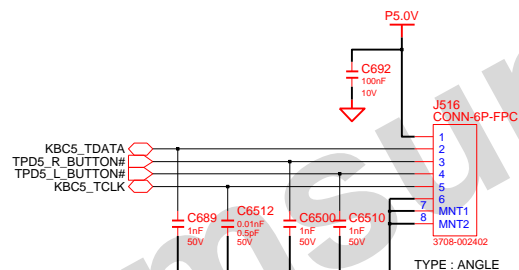 P5.0V
C692
100nF
10V
J516
CONN-6P-FPC
KBC5_TDATA
TPD5_R_BUTTON#
TPD5_L_BUTTON#
KBC5_TCLK
1
2
3
4
5
6
7 MNT1
8 MNT2
C689
1nF
50V
C6512
0.01nF
0.5pF
50V
C6500
1nF
50V
C6510
1nF
50V
3708-002402
TYPE : ANGLE